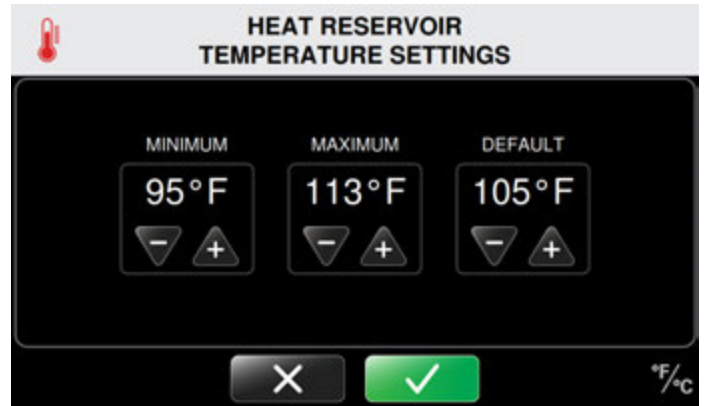 HEAT RESERVOIR
TEMPERATURE SETTINGS
MINIMUM MAXIMUM DEFAULT
95°F 113°F 105°F
− + − + − +
°F/°C